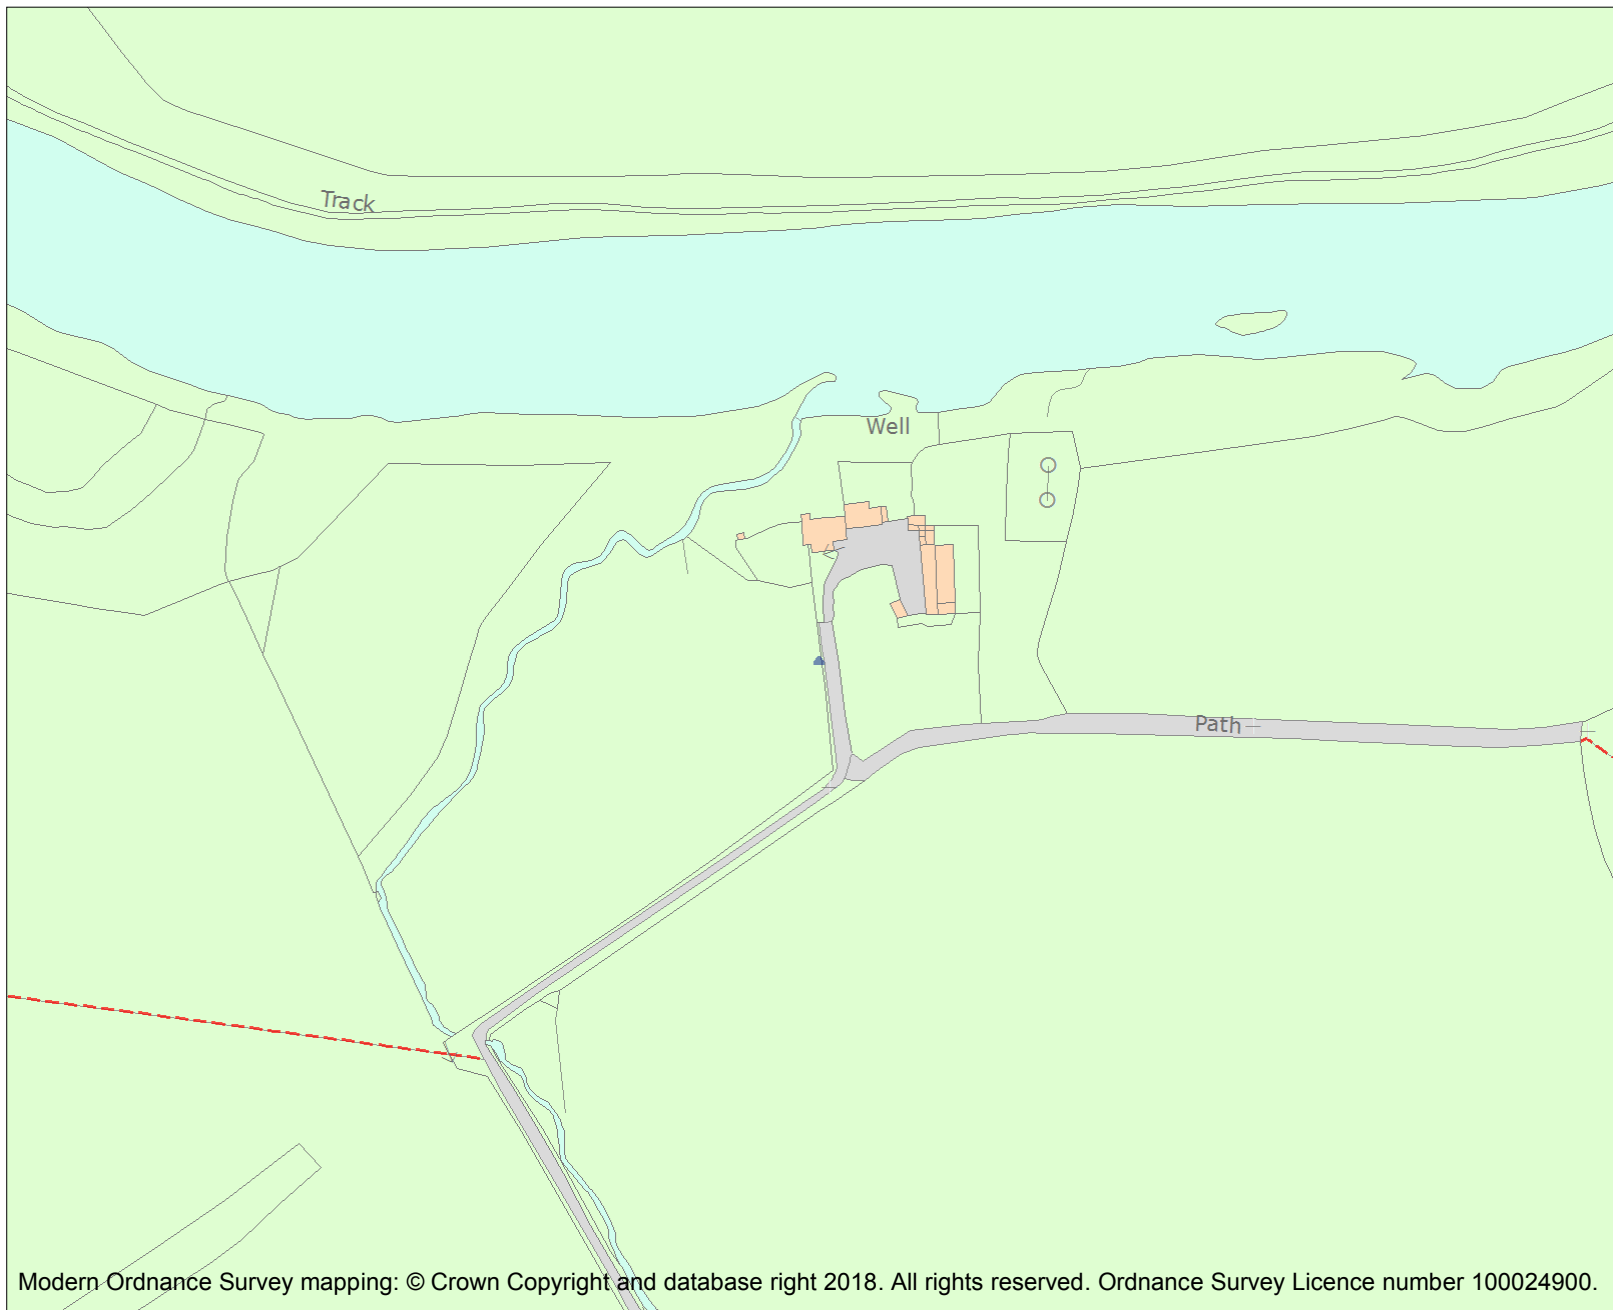 Track
Well
Path
Modern Ordnance Survey mapping: © Crown Copyright and database right 2018. All rights reserved. Ordnance Survey Licence number 100024900.